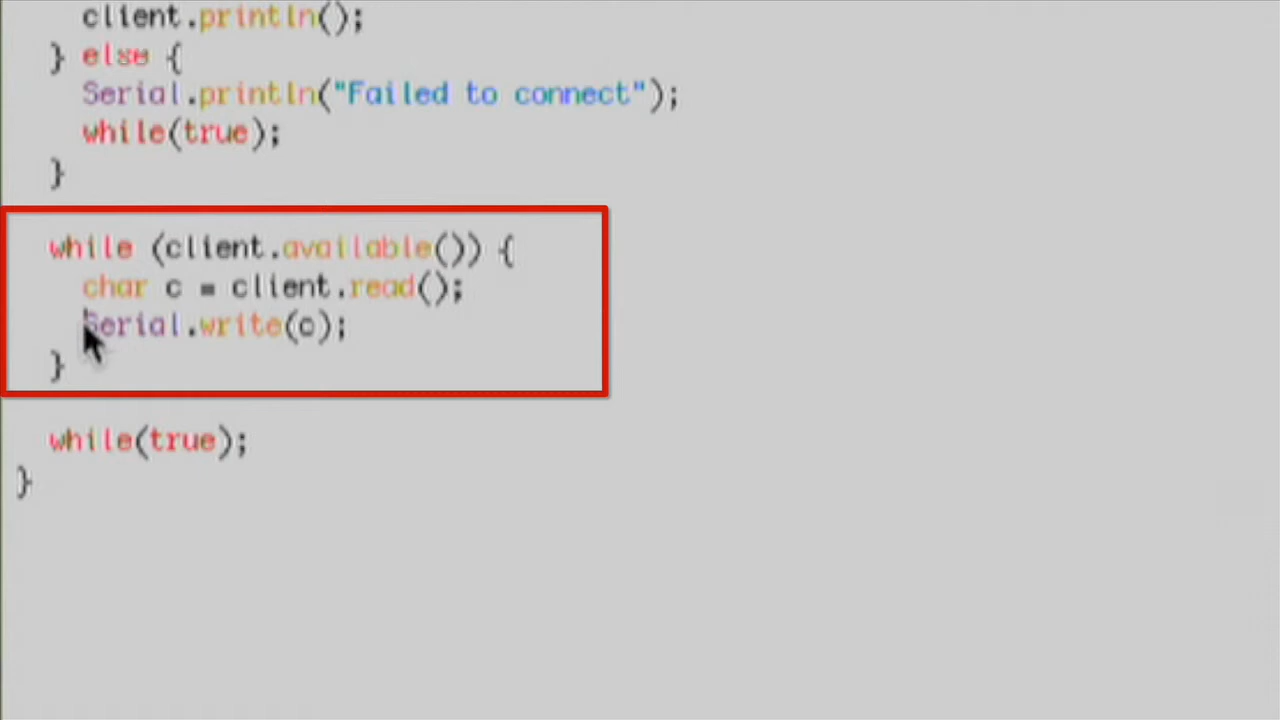 client.println();
} else {
Serial.println("Failed to connect");
while(true);
}
while (client.available()) {
char c = client.read();
Serial.write(c);
}
while(true);
}